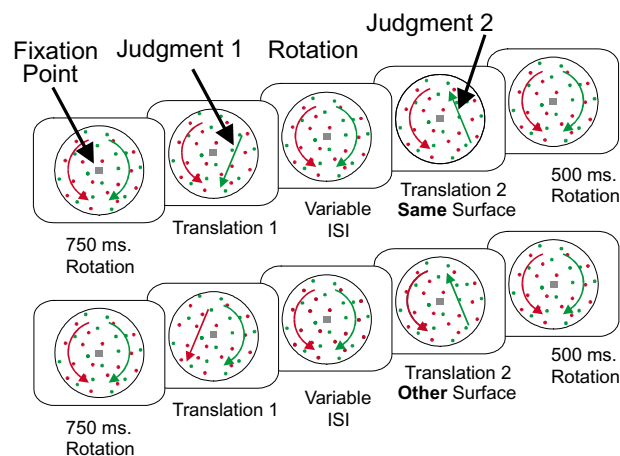 Fixation
Point
Judgment 1
Rotation
Judgment 2
750 ms.
Rotation
Translation 1
Variable
ISI
Translation 2
Same Surface
500 ms.
Rotation
750 ms.
Rotation
Translation 1
Variable
ISI
Translation 2
Other Surface
500 ms.
Rotation